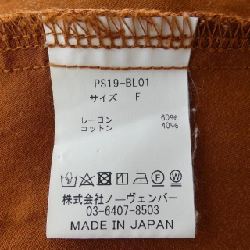 PS19-BL01
サイズ F
レーヨン 60%
コットン 40%
株式会社ノーヴェンバー
03-6407-8503
MADE IN JAPAN